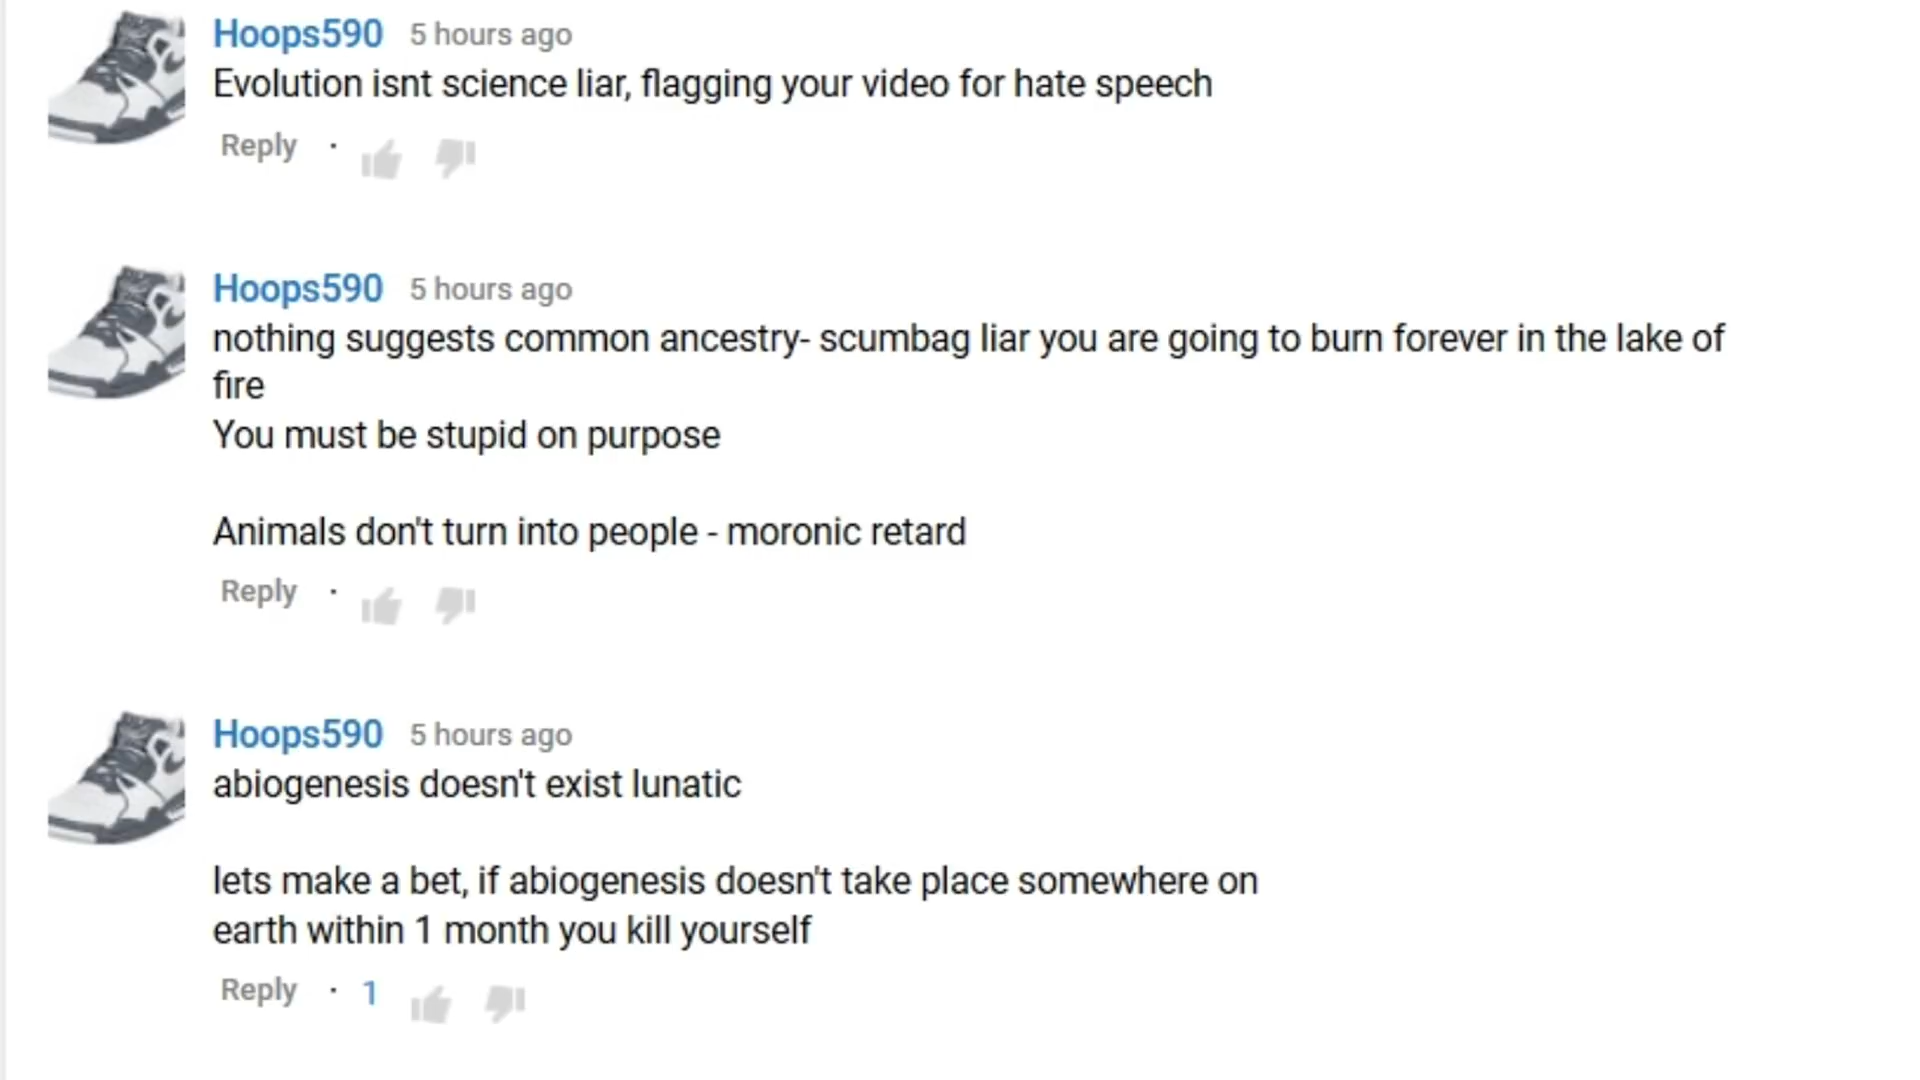 Hoops590 5 hours ago
Evolution isnt science liar, flagging your video for hate speech
Reply ·
Hoops590 5 hours ago
nothing suggests common ancestry- scumbag liar you are going to burn forever in the lake of
fire
You must be stupid on purpose
Animals don't turn into people - moronic retard
Reply ·
Hoops590 5 hours ago
abiogenesis doesn't exist lunatic
lets make a bet, if abiogenesis doesn't take place somewhere on
earth within 1 month you kill yourself
Reply · 1